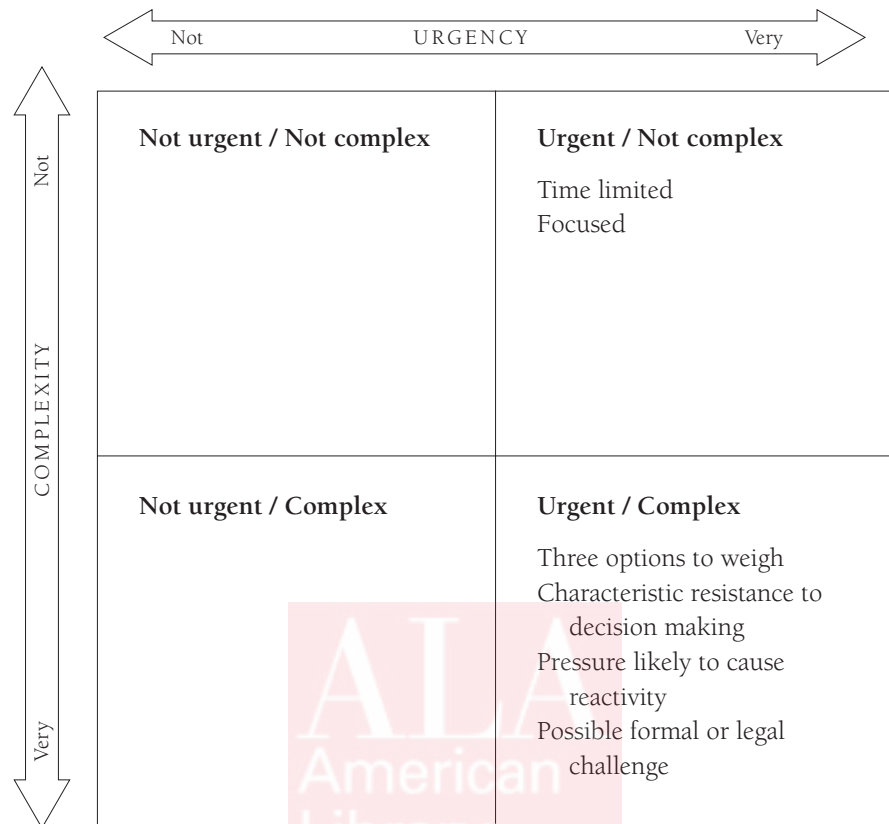 Not URGENCY Very
COMPLEXITY
Not
Very
Not urgent / Not complex
Urgent / Not complex
Time limited
Focused
Not urgent / Complex
Urgent / Complex
Three options to weigh
Characteristic resistance to
decision making
Pressure likely to cause
reactivity
Possible formal or legal
challenge
ALA
American
Library